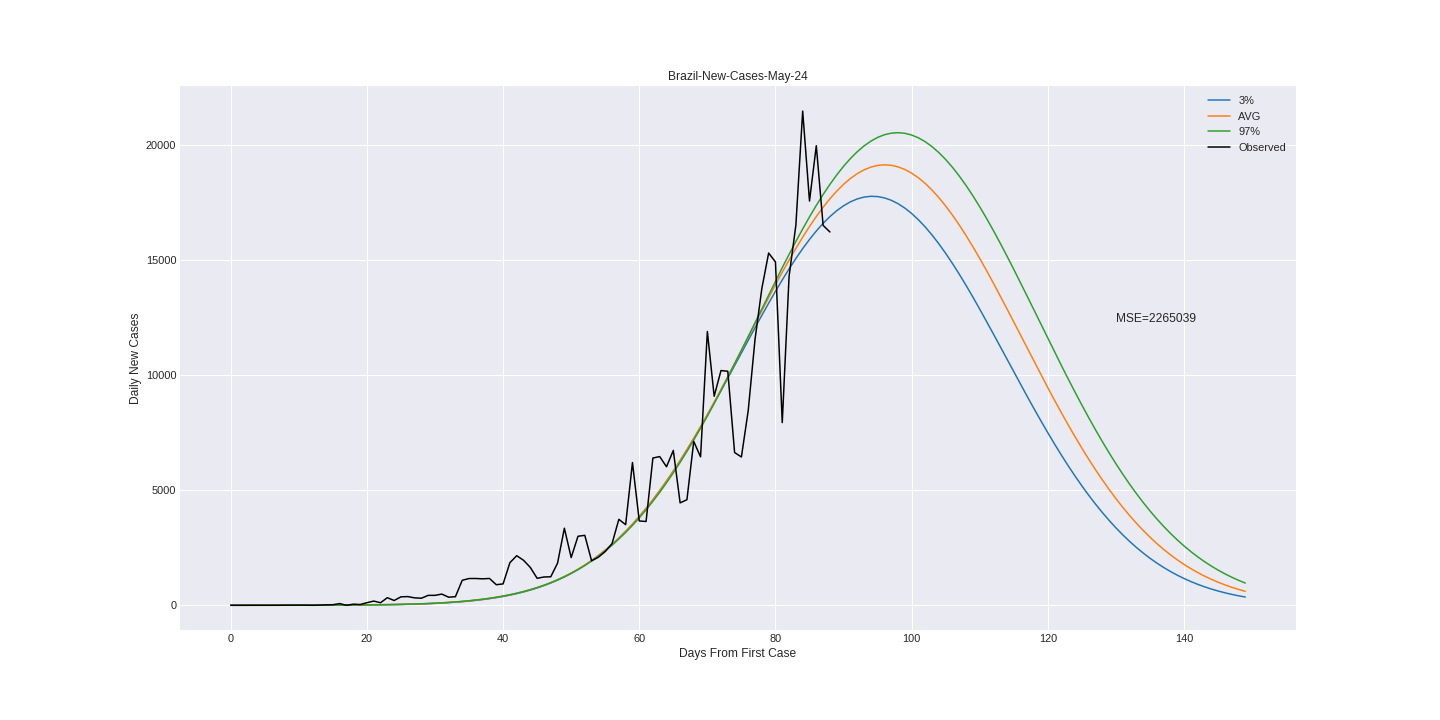 Brazil-New-Cases-May-24
3%
AVG
97%
Observed
20000
15000
10000
5000
0
Daily New Cases
MSE=2265039
0 20 40 60 80 100 120 140
Days From First Case